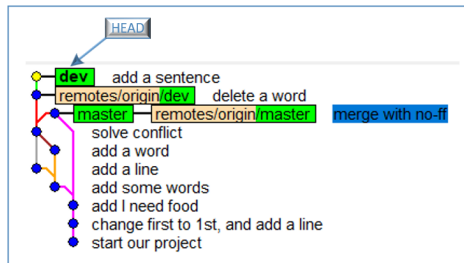 HEAD
dev add a sentence
remotes/origin/dev delete a word
master remotes/origin/master merge with no-ff
solve conflict
add a word
add a line
add some words
add I need food
change first to 1st, and add a line
start our project